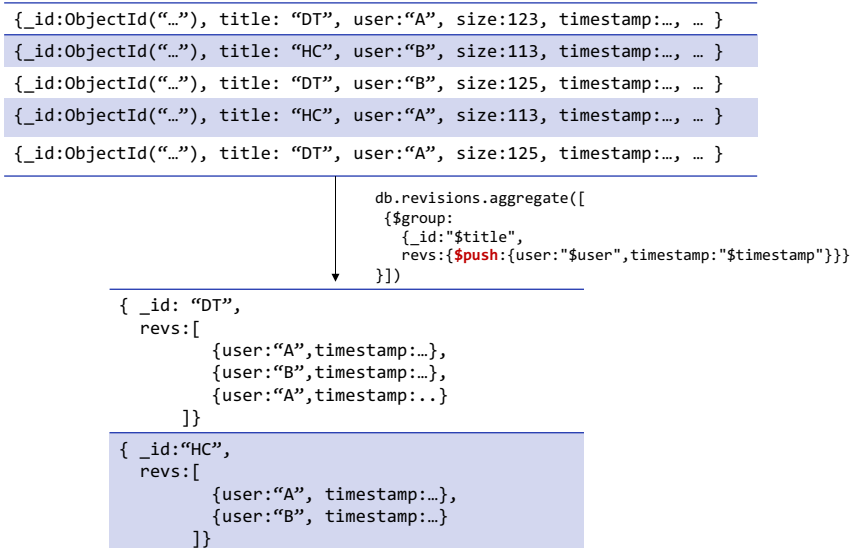 {_id:ObjectId(“…”), title: “DT”, user:“A”, size:123, timestamp:…, … }
{_id:ObjectId(“…”), title: “HC”, user:“B”, size:113, timestamp:…, … }
{_id:ObjectId(“…”), title: “DT”, user:“B”, size:125, timestamp:…, … }
{_id:ObjectId(“…”), title: “HC”, user:“A”, size:113, timestamp:…, … }
{_id:ObjectId(“…”), title: “DT”, user:“A”, size:125, timestamp:…, … }
db.revisions.aggregate([
{$group:
{_id:"$title",
revs:{$push:{user:"$user",timestamp:"$timestamp"}}}
}])
{ _id: “DT”,
revs:[
{user:“A”,timestamp:…},
{user:“B”,timestamp:…},
{user:“A”,timestamp:..}
]}
{ _id:“HC”,
revs:[
{user:“A”, timestamp:…},
{user:“B”, timestamp:…}
]}